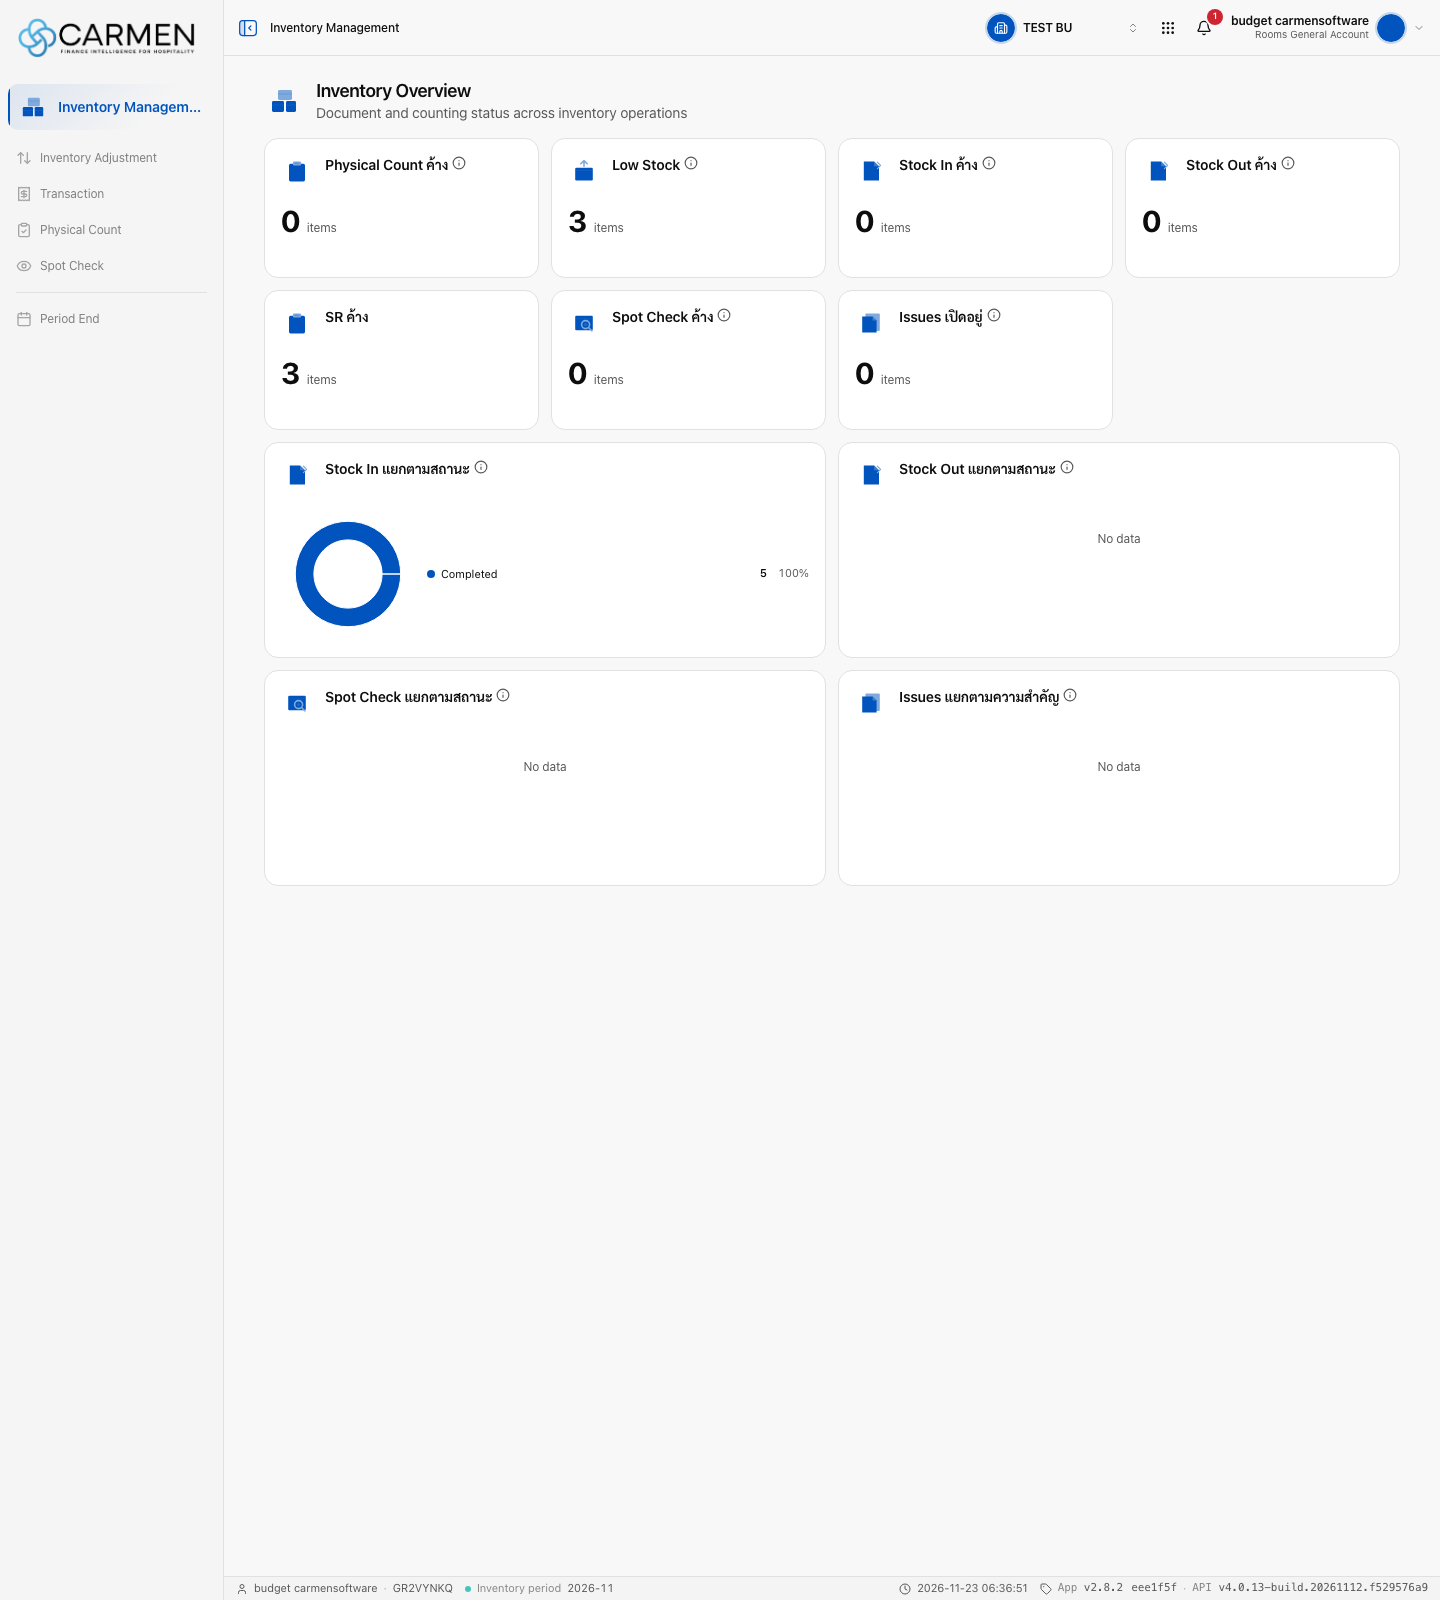 CARMEN
FINANCE INTELLIGENCE FOR HOSPITALITY
Inventory Managem...
Inventory Adjustment
Transaction
Physical Count
Spot Check
Period End
Inventory Management
TEST BU
1
budget carmensoftware
Rooms General Account
Inventory Overview
Document and counting status across inventory operations
Physical Count ค้าง
0 items
Low Stock
3 items
Stock In ค้าง
0 items
Stock Out ค้าง
0 items
SR ค้าง
3 items
Spot Check ค้าง
0 items
Issues เปิดอยู่
0 items
Stock In แยกตามสถานะ
Completed 5 100%
Stock Out แยกตามสถานะ
No data
Spot Check แยกตามสถานะ
No data
Issues แยกตามความสำคัญ
No data
budget carmensoftware · GR2VYNKQ Inventory period 2026-11
2026-11-23 06:36:51 App v2.8.2 eee1f5f · API v4.0.13-build.20261112.f529576a9